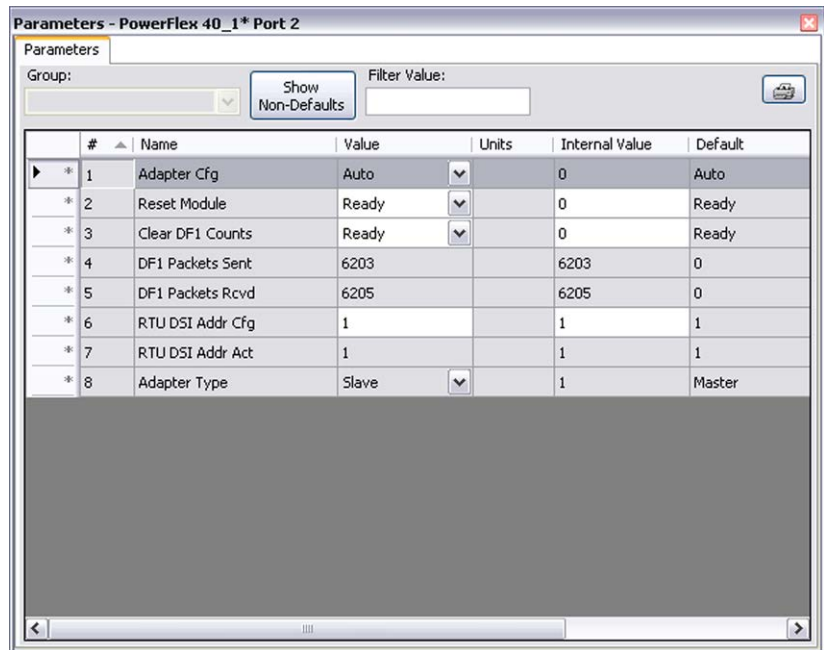 Parameters - PowerFlex 40_1* Port 2
Parameters
Group:
Show Non-Defaults
Filter Value:
# Name Value Units Internal Value Default
* 1 Adapter Cfg Auto 0 Auto
* 2 Reset Module Ready 0 Ready
* 3 Clear DF1 Counts Ready 0 Ready
* 4 DF1 Packets Sent 6203 6203 0
* 5 DF1 Packets Rcvd 6205 6205 0
* 6 RTU DSI Addr Cfg 1 1 1
* 7 RTU DSI Addr Act 1 1 1
* 8 Adapter Type Slave 1 Master